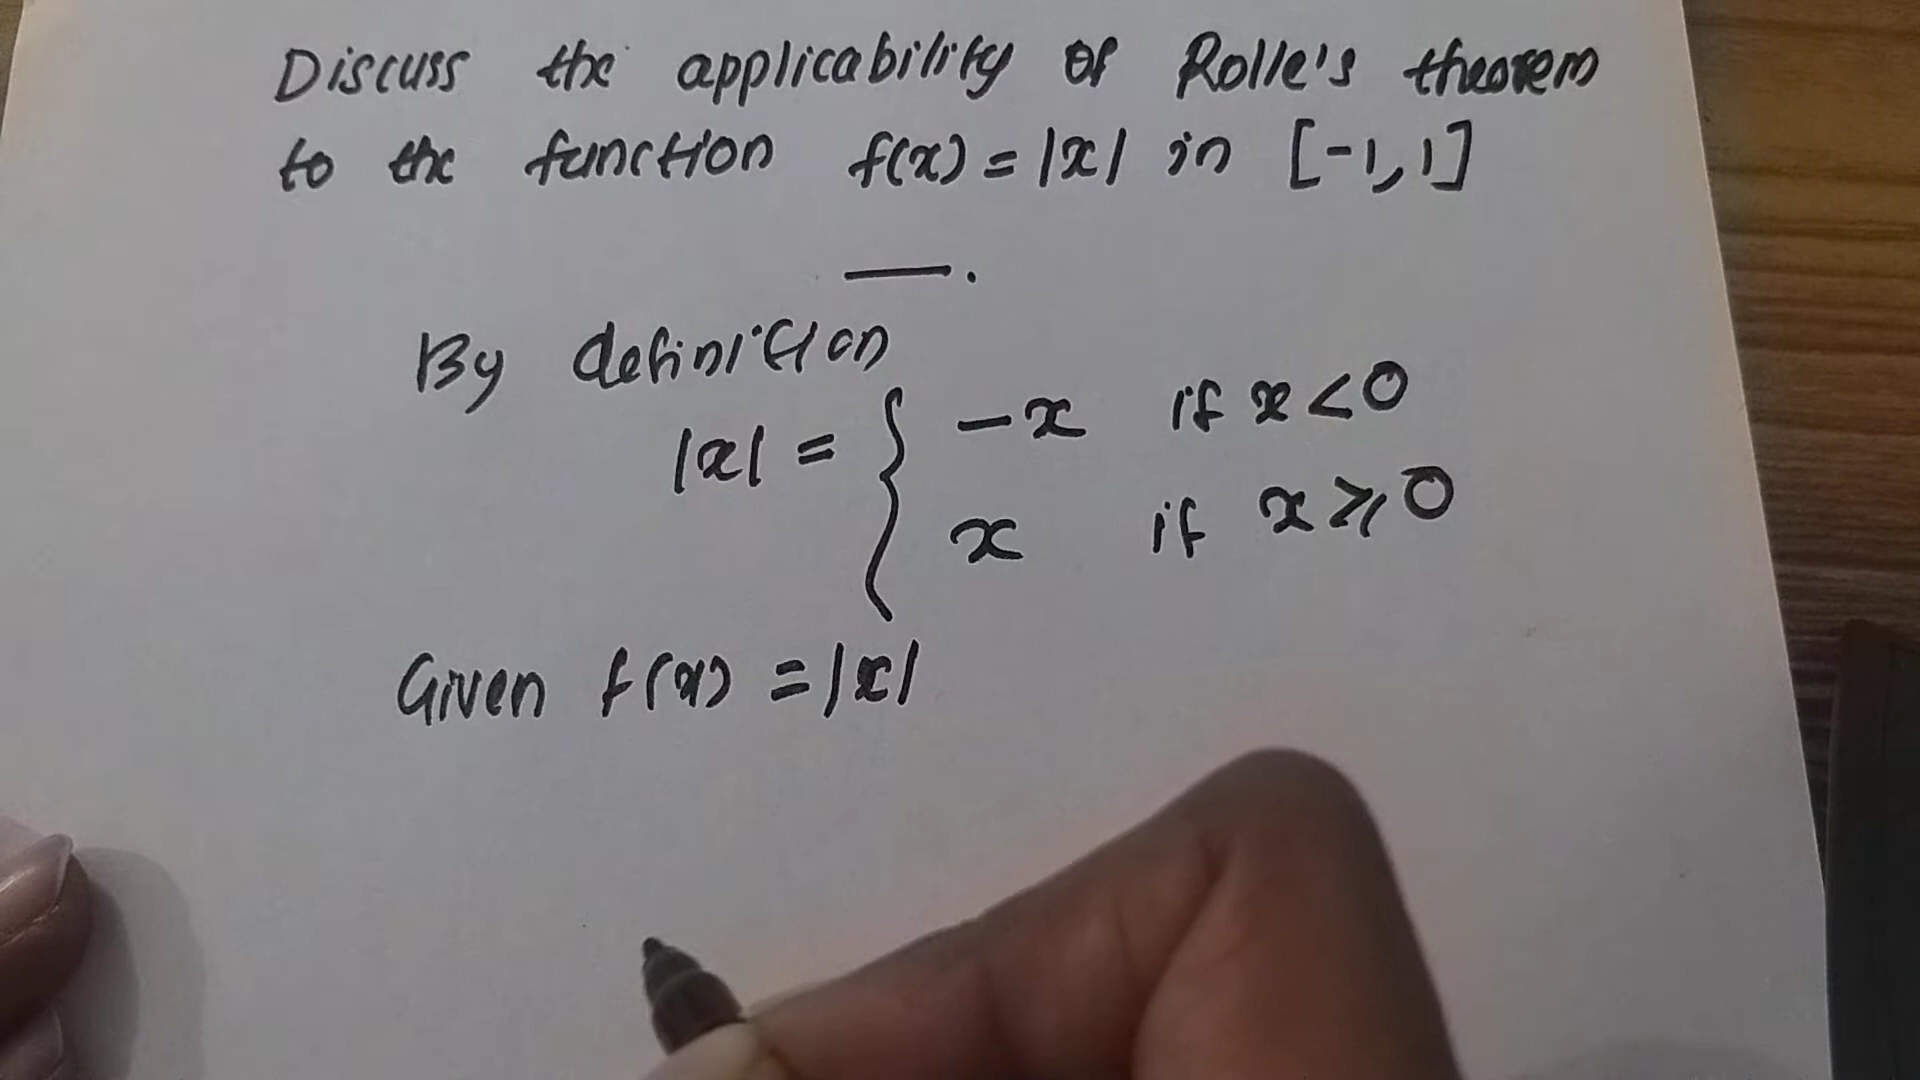 Discuss the applicability of Rolle's theorem
to the function f(x) = |x| in [-1, 1]
—.
By definition
|x| = { -x if x < 0
x if x ≥ 0
Given f(x) = |x|